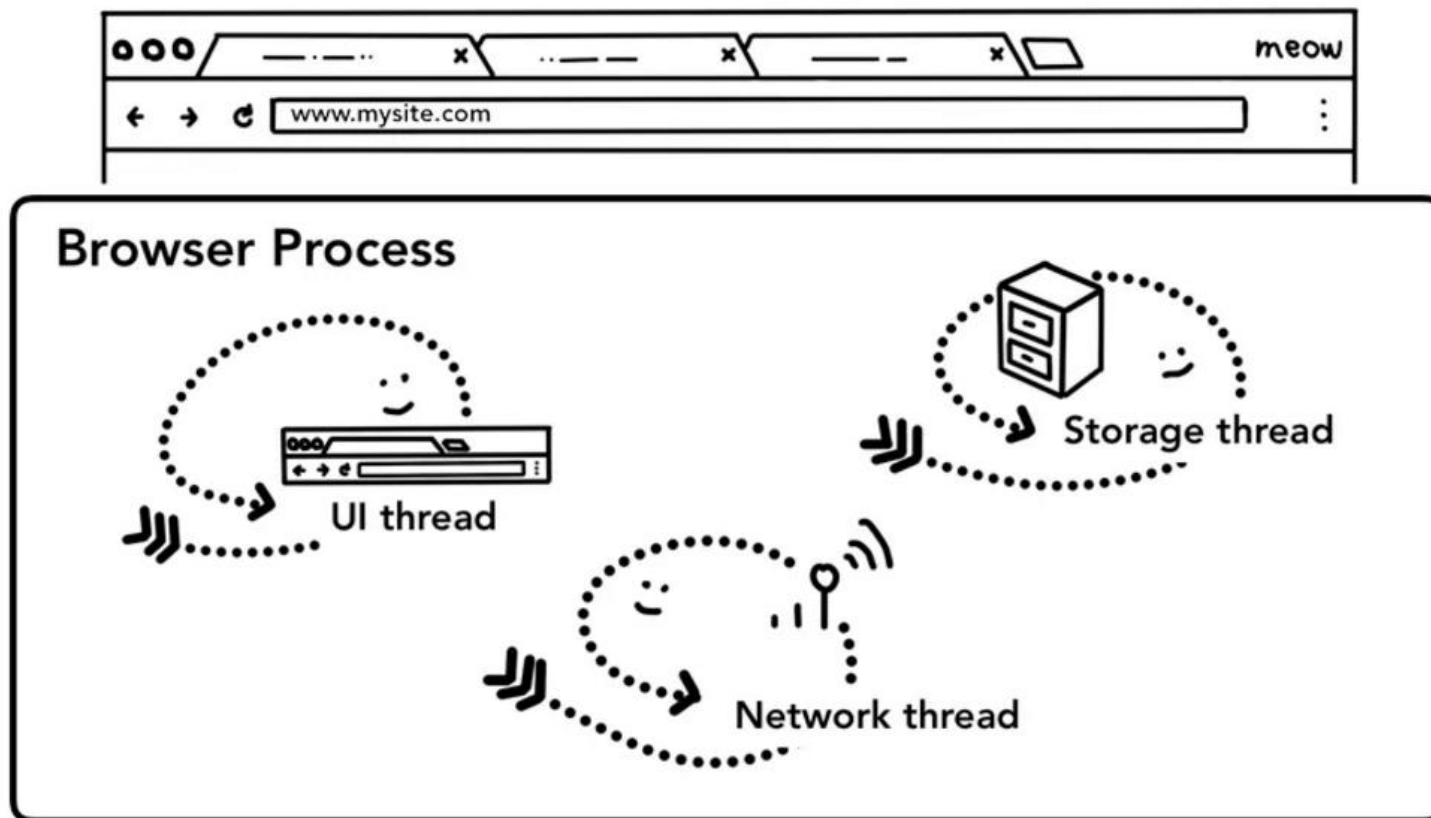 meow
www.mysite.com
Browser Process
Storage thread
UI thread
Network thread